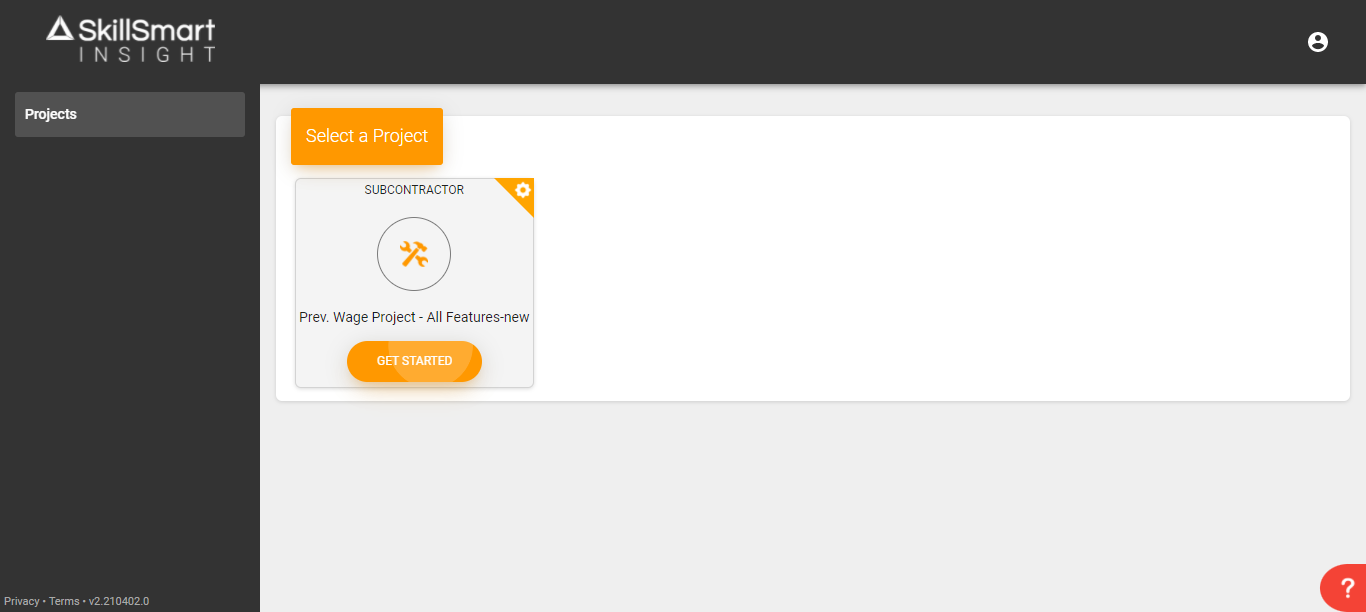 SkillSmart
INSIGHT
Projects
Select a Project
SUBCONTRACTOR
Prev. Wage Project - All Features-new
GET STARTED
Privacy • Terms • v2.210402.0
?